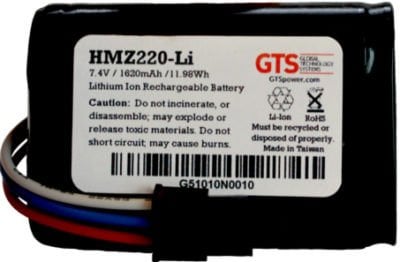 HMZ220-Li
7.4V / 1620mAh /11.98Wh
Lithium Ion Rechargeable Battery
Caution: Do not incinerate, or
disassemble; may explode or
release toxic materials. Do not
short circuit; may cause burns.
GTS GLOBAL
TECHNOLOGY
SYSTEMS
GTSpower.com
Li-Ion RoHS
Must be recycled or
disposed of properly.
Made in Taiwan
G51010N0010